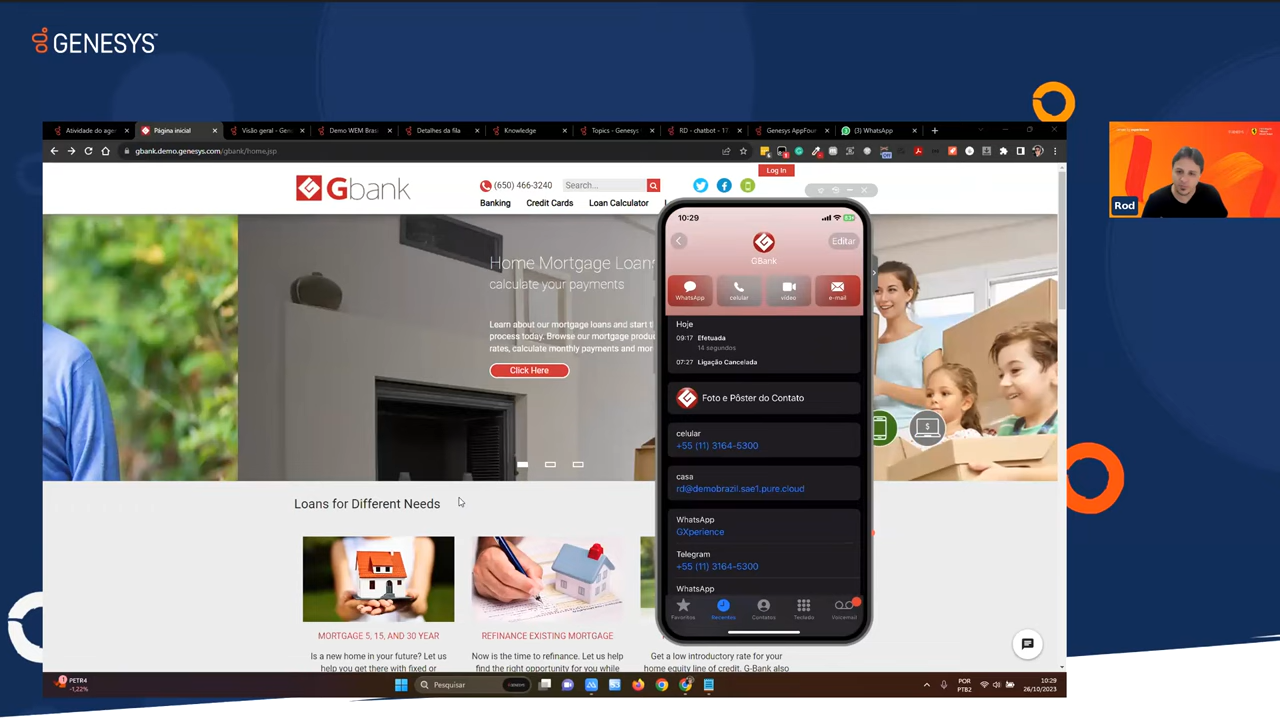 GENESYS
Atividade do age
Página inicial
Visão geral - Gen
Demo WEM Bras
Detalhes da fila
Knowledge
Topics - Genesys
RD - chatbot - 17
Genesys AppFoun
(3) WhatsApp
gbank.demo.genesys.com/gbank/home.jsp
Log In
Gbank
(650) 466-3240
Search...
Banking
Credit Cards
Loan Calculator
Home Mortgage Loans
calculate your payments
Learn about our mortgage loans and start t
process today. Browse our mortgage produ
rates, calculate monthly payments and mor
Click Here
10:29
Editar
GBank
WhatsApp
celular
vídeo
e-mail
Hoje
09:17 Efetuada
14 segundos
07:27 Ligação Cancelada
Foto e Pôster do Contato
celular
+55 (11) 3164-5300
casa
rd@demobrazil.sae1.pure.cloud
WhatsApp
GXperience
Telegram
+55 (11) 3164-5300
WhatsApp
Favoritos
Recentes
Contatos
Teclado
Voicemail
Rod
Loans for Different Needs
MORTGAGE 5, 15, AND 30 YEAR
Is a new home in your future? Let us
help you get there with fixed or
REFINANCE EXISTING MORTGAGE
Now is the time to refinance. Let us help
find the right opportunity for you while
Get a low introductory rate for your
home equity line of credit. G-Bank also
PETR4
-1,22%
Pesquisar
POR
PTB2
10:29
26/10/2023